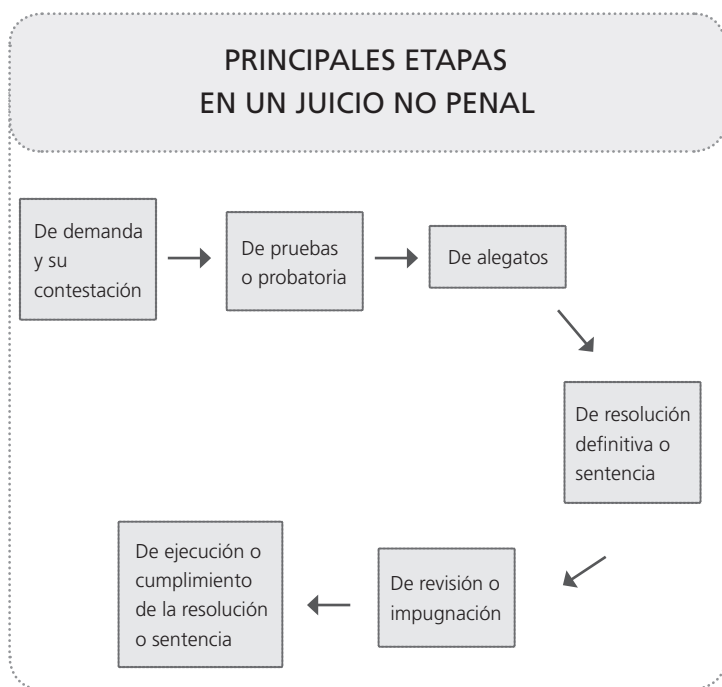 PRINCIPALES ETAPAS
EN UN JUICIO NO PENAL
De demanda
y su
contestación
De pruebas
o probatoria
De alegatos
De resolución
definitiva o
sentencia
De revisión o
impugnación
De ejecución o
cumplimiento
de la resolución
o sentencia